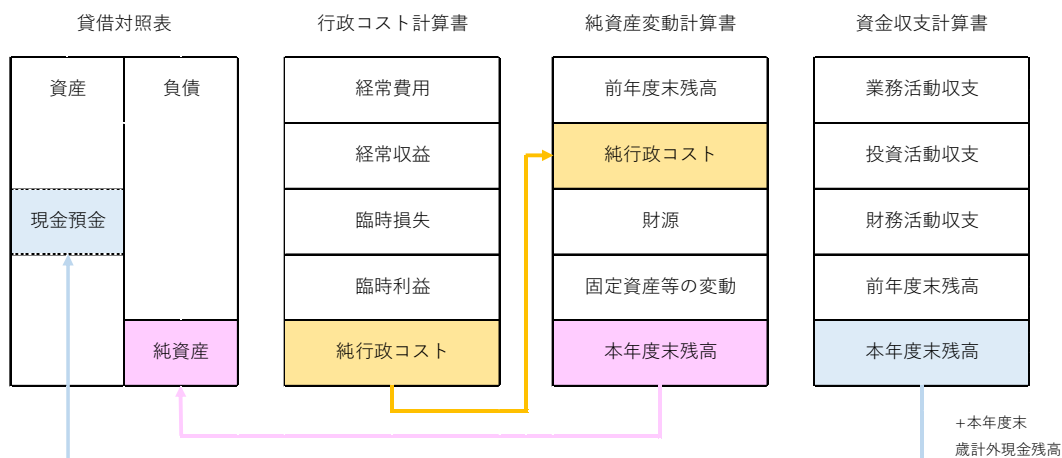 貸借対照表
資産
負債
現金預金
純資産
行政コスト計算書
経常費用
経常収益
臨時損失
臨時利益
純行政コスト
純資産変動計算書
前年度末残高
純行政コスト
財源
固定資産等の変動
本年度末残高
資金収支計算書
業務活動収支
投資活動収支
財務活動収支
前年度末残高
本年度末残高
+本年度末
歳計外現金残高